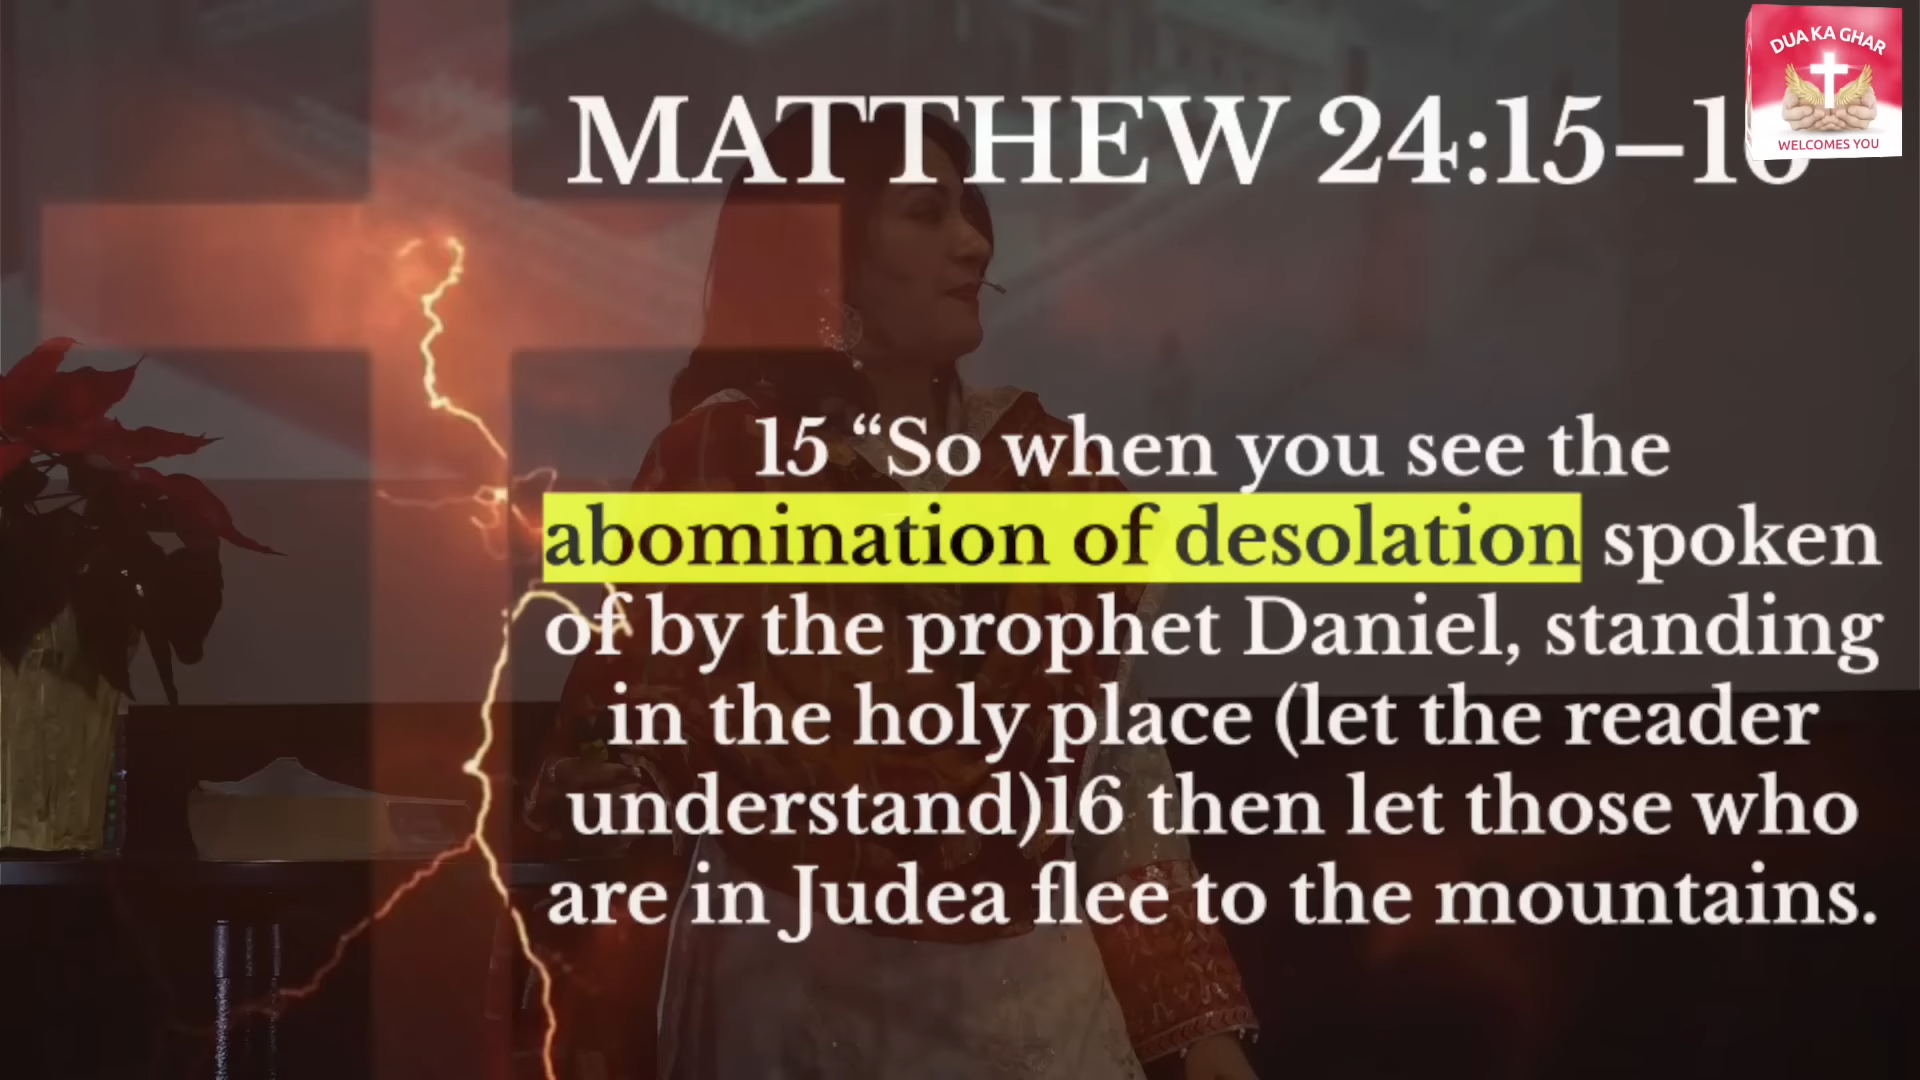 DUA KA GHAR
WELCOMES YOU
MATTHEW 24:15–16
15 “So when you see the
abomination of desolation spoken
of by the prophet Daniel, standing
in the holy place (let the reader
understand)16 then let those who
are in Judea flee to the mountains.